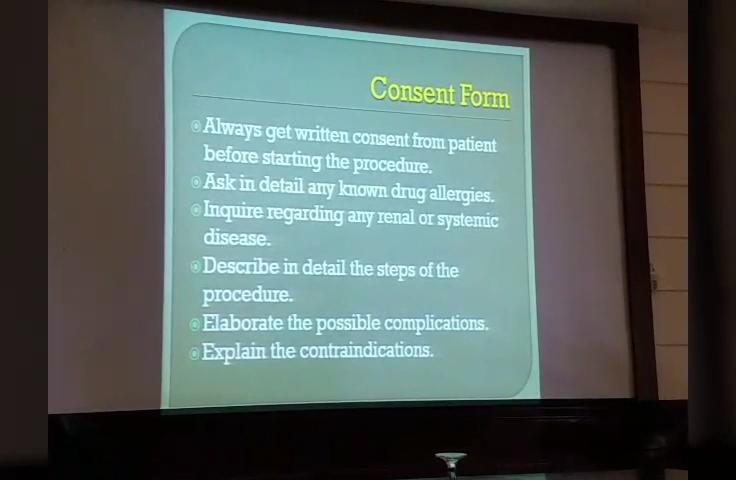 Consent Form
Always get written consent from patient
before starting the procedure.
Ask in detail any known drug allergies.
Inquire regarding any renal or systemic
disease.
Describe in detail the steps of the
procedure.
Elaborate the possible complications.
Explain the contraindications.